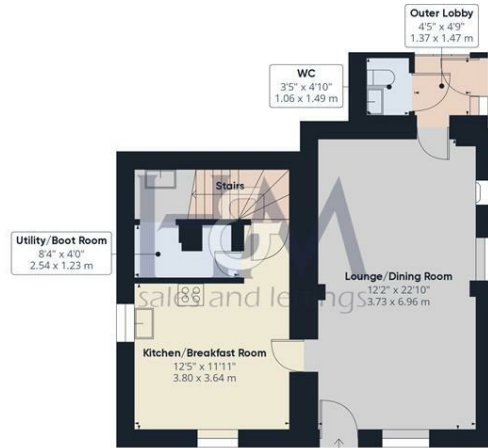 Outer Lobby
4'5" x 4'9"
1.37 x 1.47 m
WC
3'5" x 4'10"
1.06 x 1.49 m
Stairs
H&M
sales and lettings
Utility/Boot Room
8'4" x 4'0"
2.54 x 1.23 m
Lounge/Dining Room
12'2" x 22'10"
3.73 x 6.96 m
Kitchen/Breakfast Room
12'5" x 11'11"
3.80 x 3.64 m